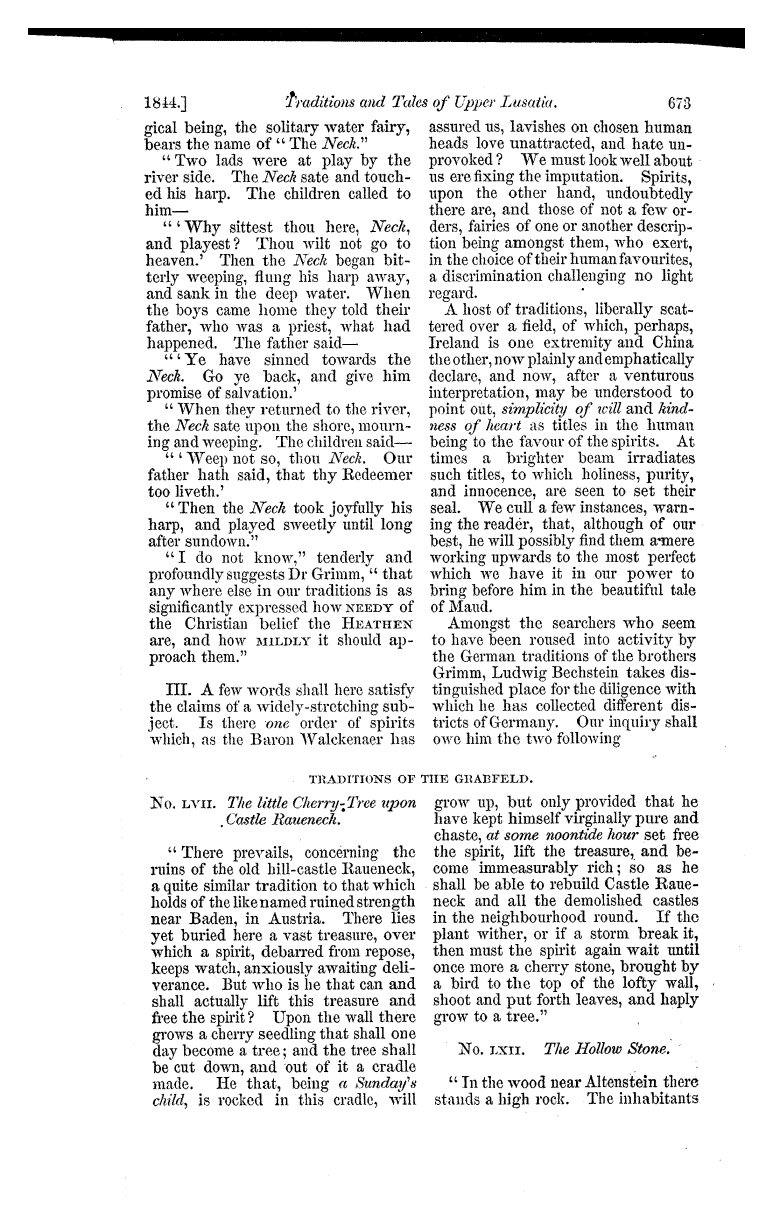 1844.] Traditions and Tales of Upper Lusatia. 673
gical being, the solitary water fairy,
bears the name of “ The Neck.”
“ Two lads were at play by the
river side. The Neck sate and touch-
ed his harp. The children called to
him—
“ ‘ Why sittest thou here, Neck,
and playest? Thou wilt not go to
heaven.’ Then the Neck began bit-
terly weeping, flung his harp away,
and sank in the deep water. When
the boys came home they told their
father, who was a priest, what had
happened. The father said—
“ ‘ Ye have sinned towards the
Neck. Go ye back, and give him
promise of salvation.’
“ When they returned to the river,
the Neck sate upon the shore, mourn-
ing and weeping. The children said—
“ ‘ Weep not so, thou Neck. Our
father hath said, that thy Redeemer
too liveth.’
“ Then the Neck took joyfully his
harp, and played sweetly until long
after sundown.”
“ I do not know,” tenderly and
profoundly suggests Dr Grimm, “ that
any where else in our traditions is as
significantly expressed how NEEDY of
the Christian belief the HEATHEN
are, and how MILDLY it should ap-
proach them.”
III. A few words shall here satisfy
the claims of a widely-stretching sub-
ject. Is there one order of spirits
which, as the Baron Walckenaer has
assured us, lavishes on chosen human
heads love unattracted, and hate un-
provoked? We must look well about
us ere fixing the imputation. Spirits,
upon the other hand, undoubtedly
there are, and those of not a few or-
ders, fairies of one or another descrip-
tion being amongst them, who exert,
in the choice of their human favourites,
a discrimination challenging no light
regard.
A host of traditions, liberally scat-
tered over a field, of which, perhaps,
Ireland is one extremity and China
the other, now plainly and emphatically
declare, and now, after a venturous
interpretation, may be understood to
point out, simplicity of will and kind-
ness of heart as titles in the human
being to the favour of the spirits. At
times a brighter beam irradiates
such titles, to which holiness, purity,
and innocence, are seen to set their
seal. We cull a few instances, warn-
ing the reader, that, although of our
best, he will possibly find them a mere
working upwards to the most perfect
which we have it in our power to
bring before him in the beautiful tale
of Maud.
Amongst the searchers who seem
to have been roused into activity by
the German traditions of the brothers
Grimm, Ludwig Bechstein takes dis-
tinguished place for the diligence with
which he has collected different dis-
tricts of Germany. Our inquiry shall
owe him the two following
TRADITIONS OF THE GRABFELD.
No. LVII. The little Cherry-Tree upon
Castle Raueneck.
“ There prevails, concerning the
ruins of the old hill-castle Raueneck,
a quite similar tradition to that which
holds of the like named ruined strength
near Baden, in Austria. There lies
yet buried here a vast treasure, over
which a spirit, debarred from repose,
keeps watch, anxiously awaiting deli-
verance. But who is he that can and
shall actually lift this treasure and
free the spirit? Upon the wall there
grows a cherry seedling that shall one
day become a tree; and the tree shall
be cut down, and out of it a cradle
made. He that, being a Sunday's
child, is rocked in this cradle, will
grow up, but only provided that he
have kept himself virginally pure and
chaste, at some noontide hour set free
the spirit, lift the treasure, and be-
come immeasurably rich; so as he
shall be able to rebuild Castle Raue-
neck and all the demolished castles
in the neighbourhood round. If the
plant wither, or if a storm break it,
then must the spirit again wait until
once more a cherry stone, brought by
a bird to the top of the lofty wall,
shoot and put forth leaves, and haply
grow to a tree.”
No. LXII. The Hollow Stone.
“ In the wood near Altenstein there
stands a high rock. The inhabitants